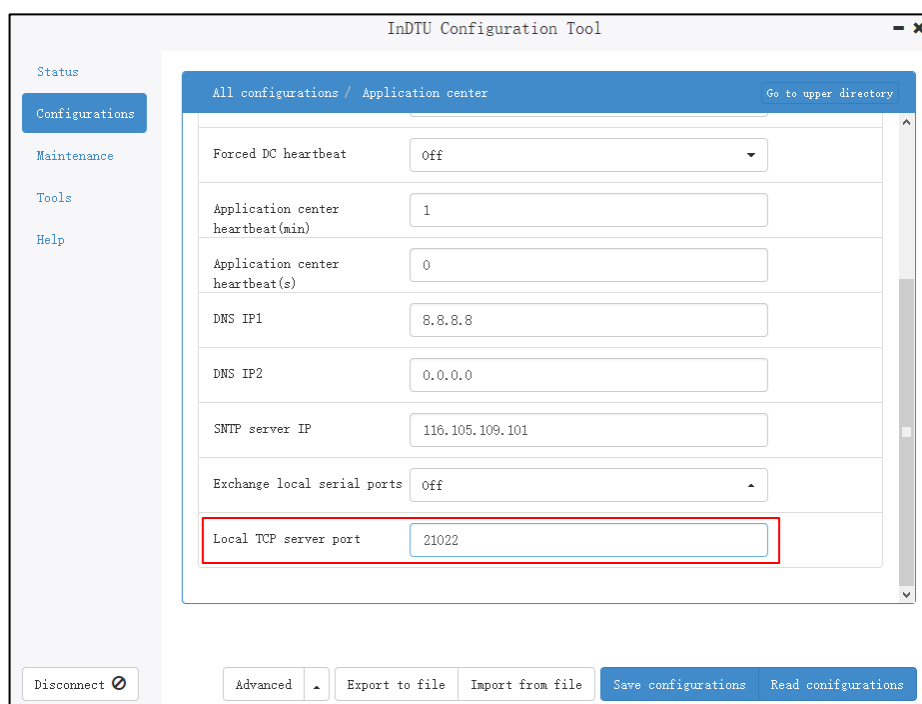 InDTU Configuration Tool
Status
Configurations
Maintenance
Tools
Help
All configurations / Application center
Go to upper directory
Forced DC heartbeat
Off
Application center
heartbeat(min)
1
Application center
heartbeat(s)
0
DNS IP1
8.8.8.8
DNS IP2
0.0.0.0
SNTP server IP
116.105.109.101
Exchange local serial ports
Off
Local TCP server port
21022
Disconnect
Advanced
Export to file
Import from file
Save configurations
Read conifgurations